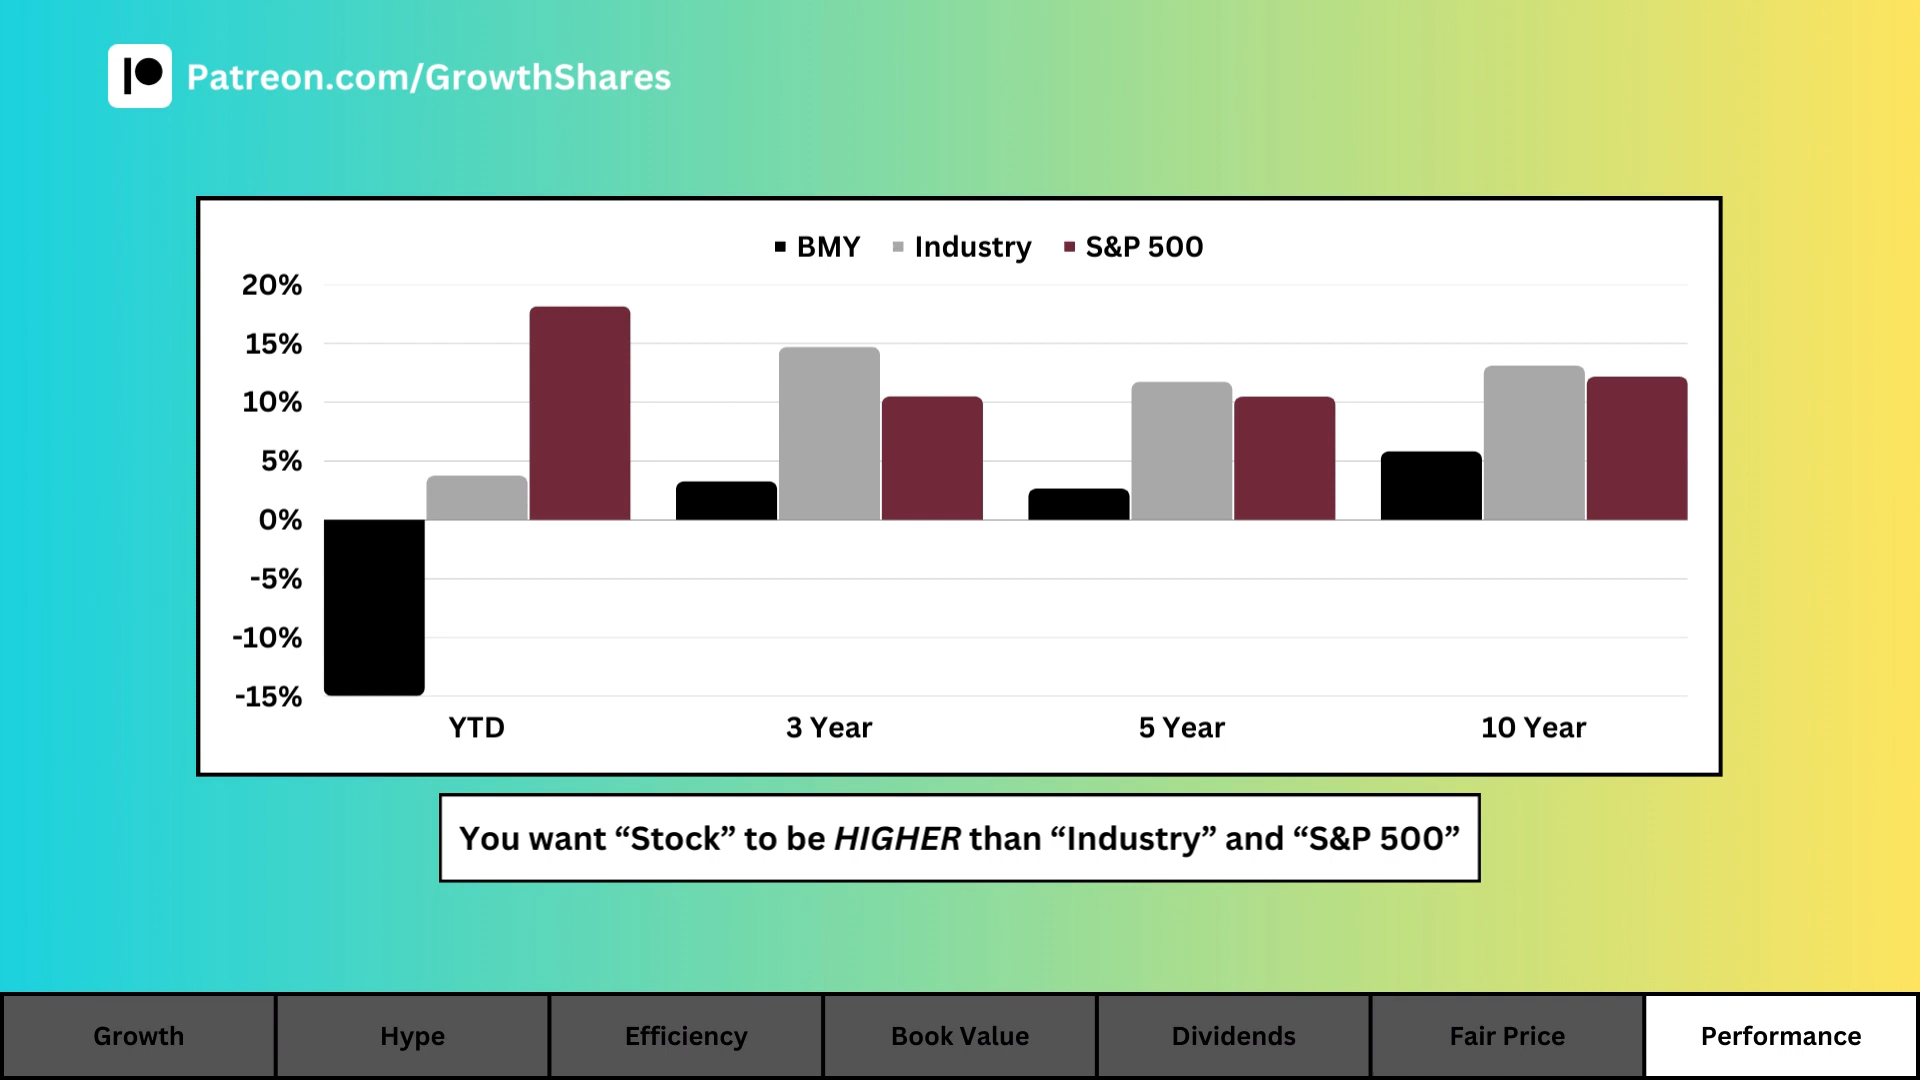 Patreon.com/GrowthShares
BMY Industry S&P 500
20%
15%
10%
5%
0%
-5%
-10%
-15%
YTD 3 Year 5 Year 10 Year
You want “Stock” to be HIGHER than “Industry” and “S&P 500”
Growth Hype Efficiency Book Value Dividends Fair Price Performance